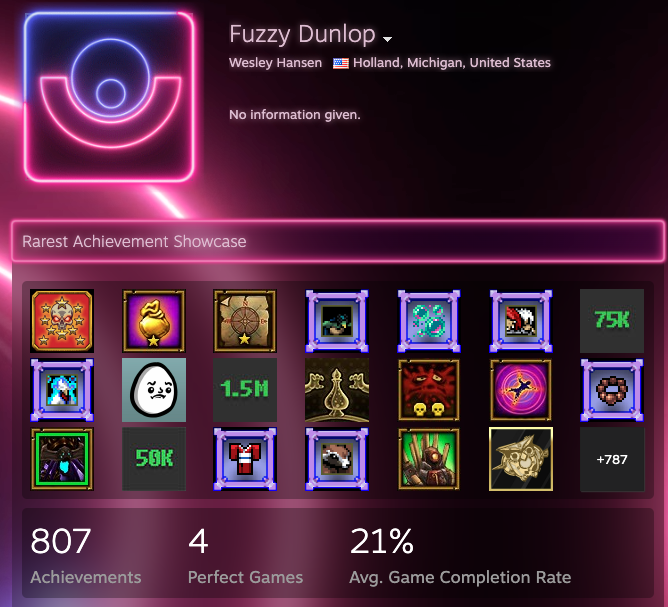 Fuzzy Dunlop
Wesley Hansen Holland, Michigan, United States
No information given.
Rarest Achievement Showcase
75K
1.5M
50K
+787
807 4 21%
Achievements Perfect Games Avg. Game Completion Rate